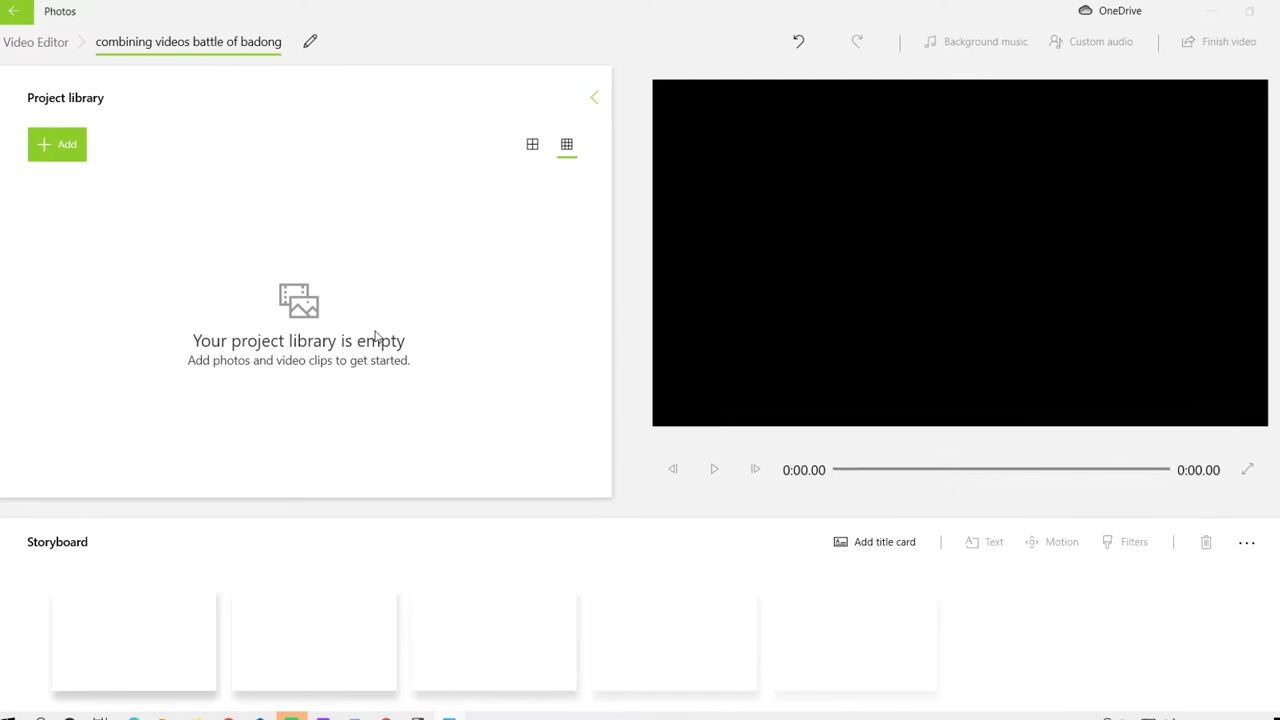 Photos
OneDrive
Video Editor
combining videos battle of badong
Background music
Custom audio
Finish video
Project library
Add
Your project library is empty
Add photos and video clips to get started.
0:00.00
0:00.00
Storyboard
Add title card
Text
Motion
Filters